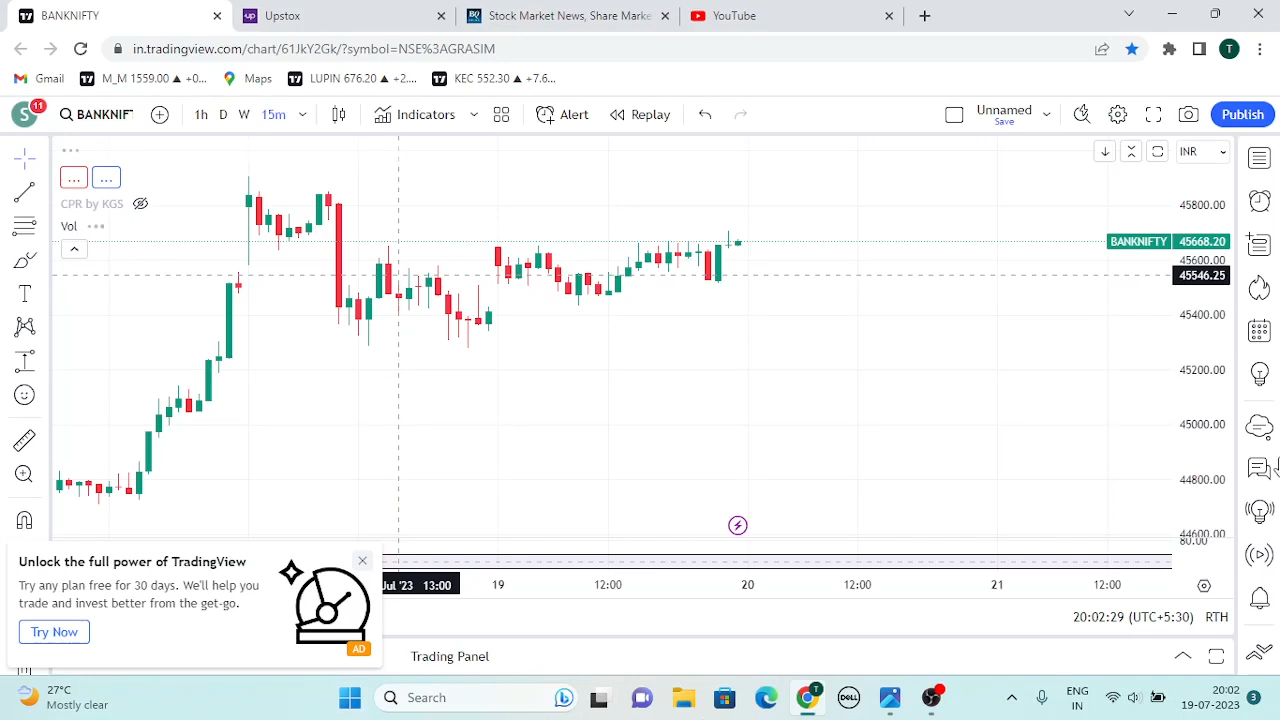 BANKNIFTY
Upstox
Stock Market News, Share Marke
YouTube
in.tradingview.com/chart/61JkY2Gk/?symbol=NSE%3AGRASIM
T
Gmail
M_M 1559.00 ▲ +0...
Maps
LUPIN 676.20 ▲ +2....
KEC 552.30 ▲ +7.6...
S
11
BANKNIF
1h D W 15m
Indicators
Alert
Replay
Unnamed
Save
Publish
INR
CPR by KGS
Vol
45800.00
BANKNIFTY 45668.20
45600.00
45546.25
45400.00
45200.00
45000.00
44800.00
44600.00
80.00
Unlock the full power of TradingView
Try any plan free for 30 days. We'll help you
trade and invest better from the get-go.
Try Now
AD
Jul '23 13:00
19
12:00
20
12:00
21
12:00
20:02:29 (UTC+5:30)
RTH
Trading Panel
27°C
Mostly clear
Search
T
DELL
ENG
IN
20:02
19-07-2023
3